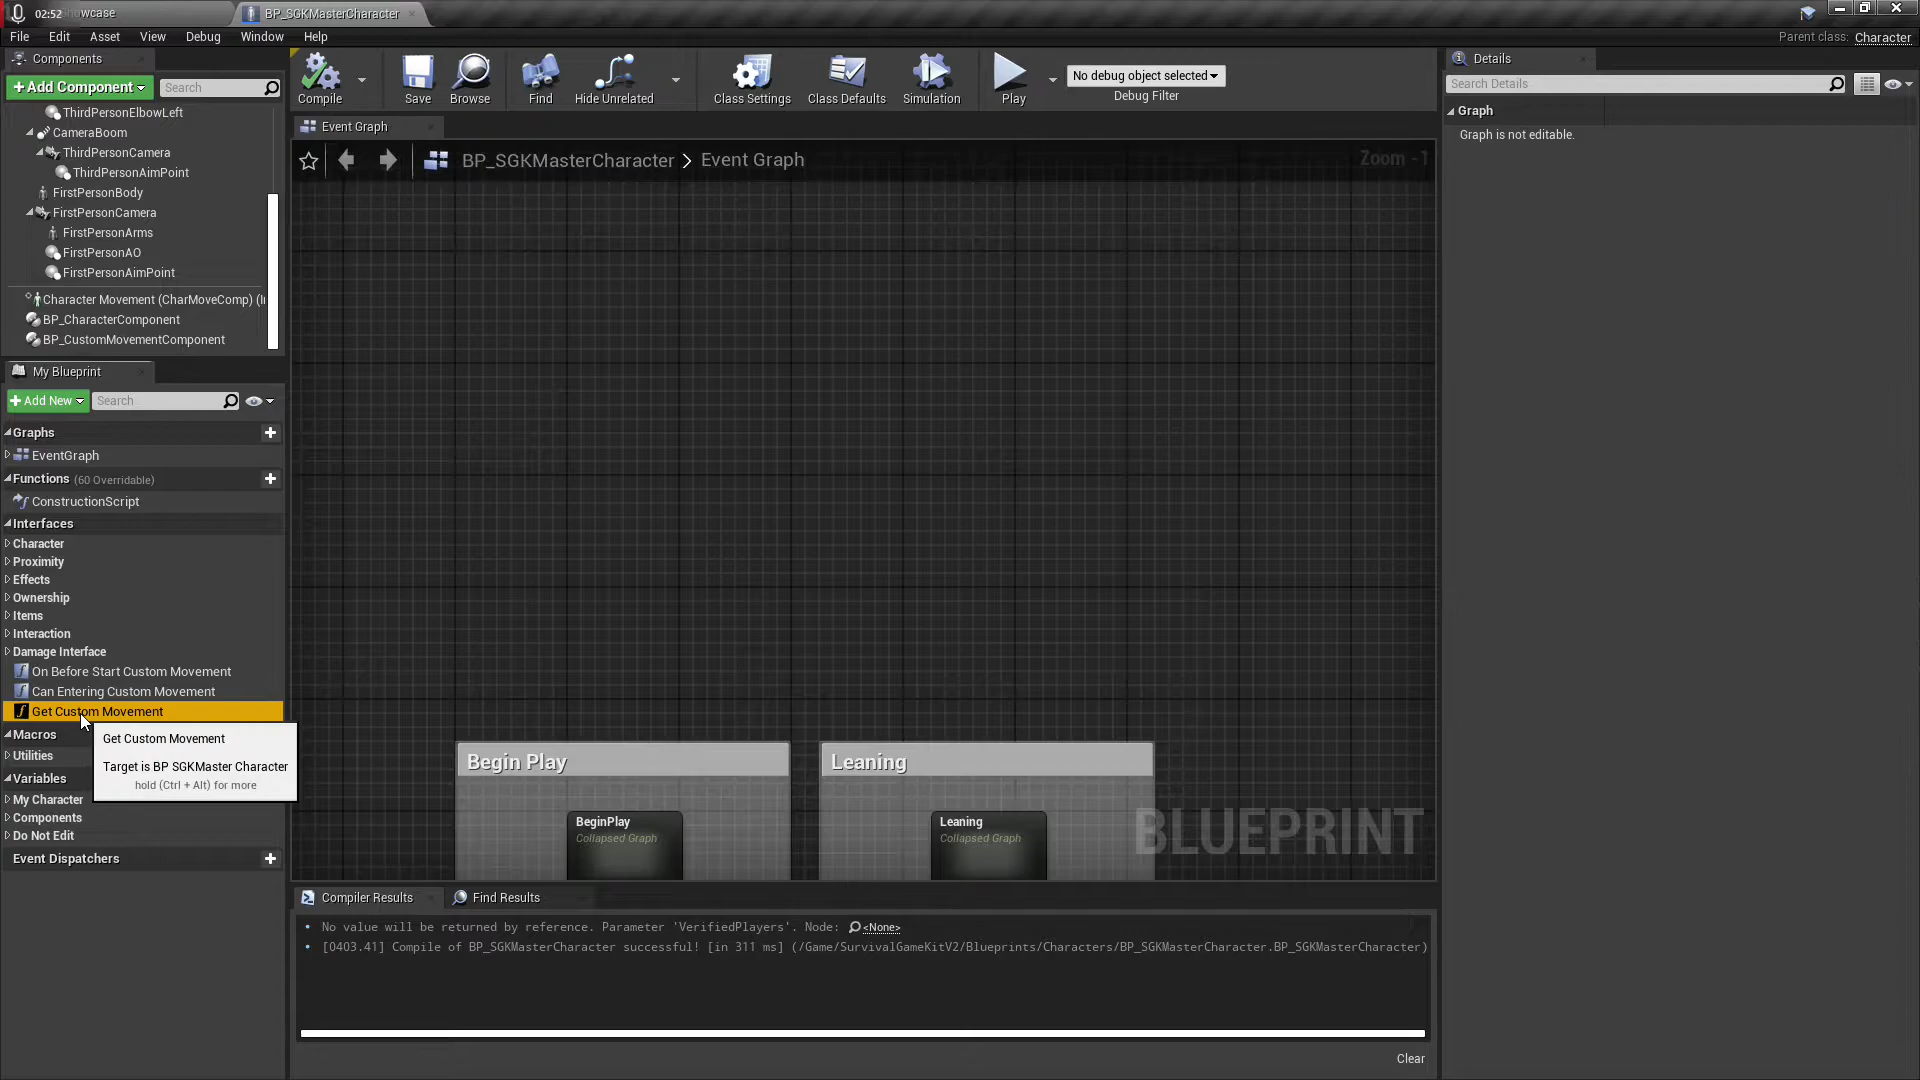 02:52
howcase
BP_SGKMasterCharacter
File Edit Asset View Debug Window Help
Parent class: Character
Components
Add Component
Search
ThirdPersonElbowLeft
CameraBoom
ThirdPersonCamera
ThirdPersonAimPoint
FirstPersonBody
FirstPersonCamera
FirstPersonArms
FirstPersonAO
FirstPersonAimPoint
Character Movement (CharMoveComp) (I
BP_CharacterComponent
BP_CustomMovementComponent
My Blueprint
Add New
Search
Graphs
EventGraph
Functions (60 Overridable)
ConstructionScript
Interfaces
Character
Proximity
Effects
Ownership
Items
Interaction
Damage Interface
On Before Start Custom Movement
Can Entering Custom Movement
Get Custom Movement
Macros
Utilities
Variables
My Character
Components
Do Not Edit
Event Dispatchers
Get Custom Movement
Target is BP SGKMaster Character
hold (Ctrl + Alt) for more
Compile
Save
Browse
Find
Hide Unrelated
Class Settings
Class Defaults
Simulation
Play
No debug object selected
Debug Filter
Event Graph
BP_SGKMasterCharacter > Event Graph
Zoom -1
Begin Play
BeginPlay
Collapsed Graph
Leaning
Leaning
Collapsed Graph
BLUEPRINT
Compiler Results
Find Results
No value will be returned by reference. Parameter 'VerifiedPlayers'. Node: <None>
[0403.41] Compile of BP_SGKMasterCharacter successful! [in 311 ms] (/Game/SurvivalGameKitV2/Blueprints/Characters/BP_SGKMasterCharacter.BP_SGKMasterCharacter)
Clear
Details
Search Details
Graph
Graph is not editable.